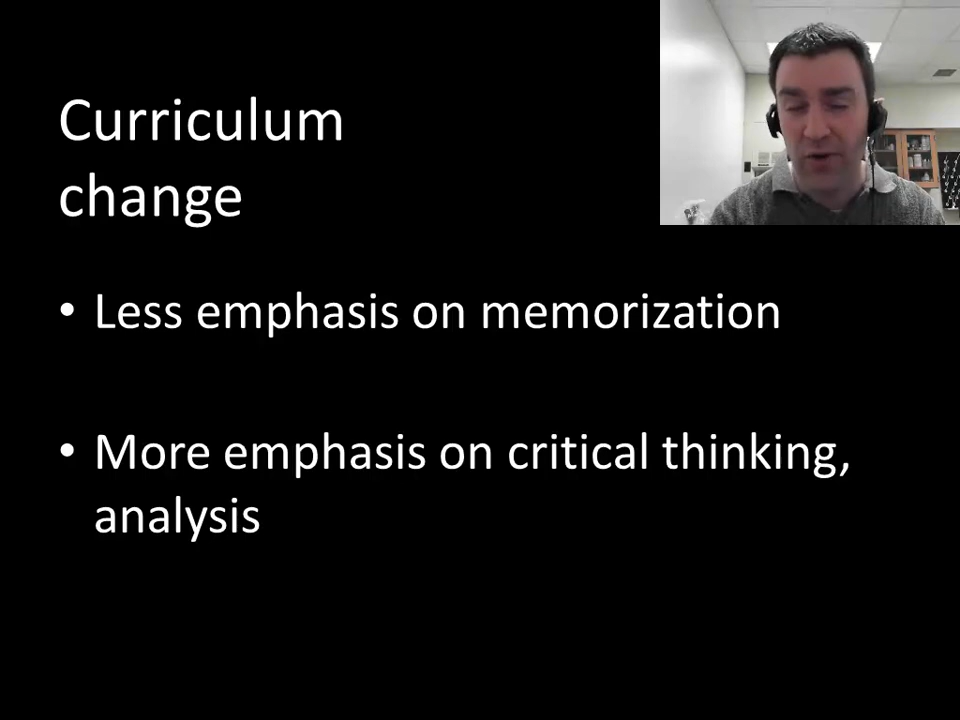 Curriculum
change
• Less emphasis on memorization
• More emphasis on critical thinking,
analysis